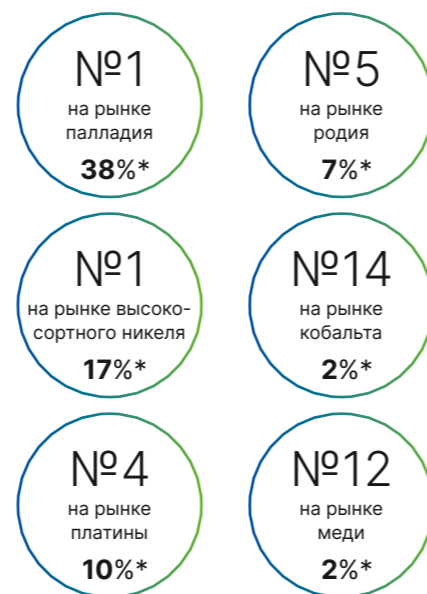 №1
на рынке
палладия
38%*
№5
на рынке
родия
7%*
№1
на рынке высоко-
сортного никеля
17%*
№14
на рынке
кобальта
2%*
№4
на рынке
платины
10%*
№12
на рынке
меди
2%*